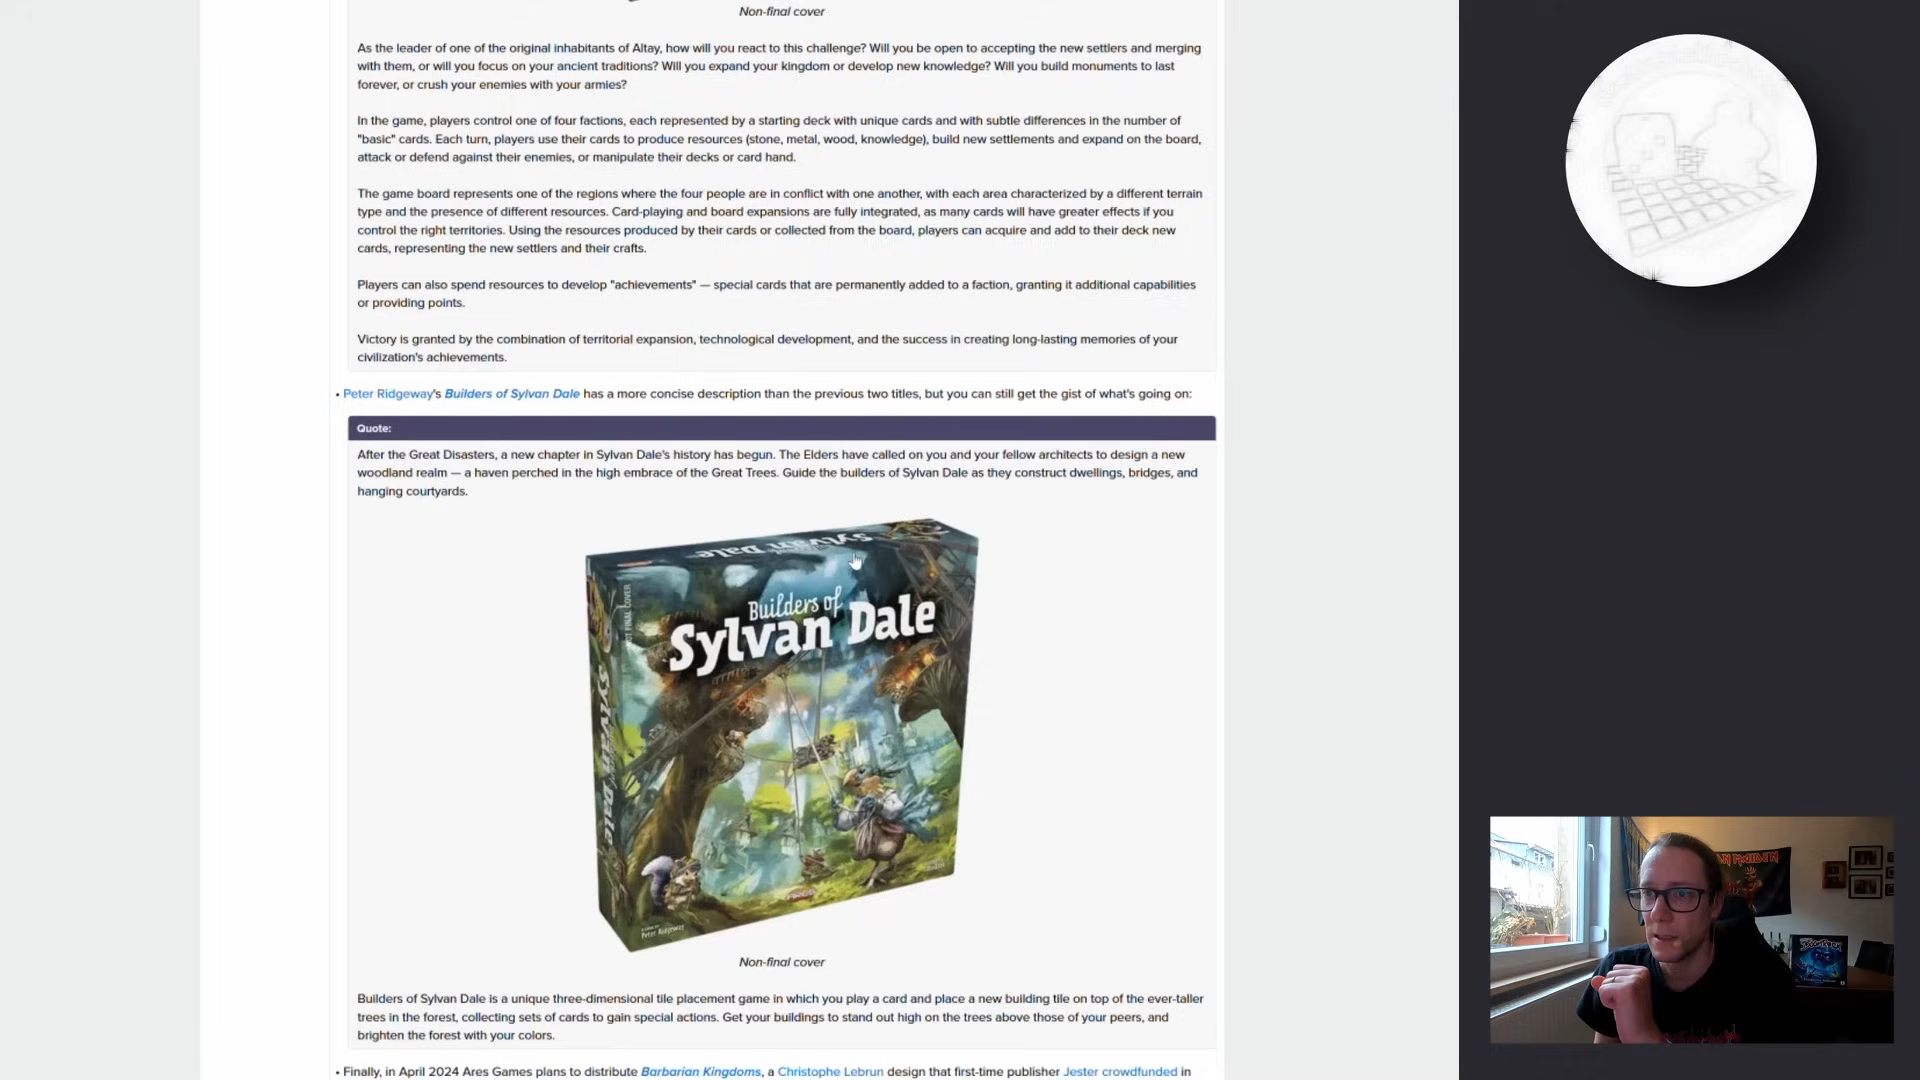 Non-final cover
As the leader of one of the original inhabitants of Altay, how will you react to this challenge? Will you be open to accepting the new settlers and merging
with them, or will you focus on your ancient traditions? Will you expand your kingdom or develop new knowledge? Will you build monuments to last
forever, or crush your enemies with your armies?
In the game, players control one of four factions, each represented by a starting deck with unique cards and with subtle differences in the number of
"basic" cards. Each turn, players use their cards to produce resources (stone, metal, wood, knowledge), build new settlements and expand on the board,
attack or defend against their enemies, or manipulate their decks or card hand.
The game board represents one of the regions where the four people are in conflict with one another, with each area characterized by a different terrain
type and the presence of different resources. Card-playing and board expansions are fully integrated, as many cards will have greater effects if you
control the right territories. Using the resources produced by their cards or collected from the board, players can acquire and add to their deck new
cards, representing the new settlers and their crafts.
Players can also spend resources to develop "achievements" — special cards that are permanently added to a faction, granting it additional capabilities
or providing points.
Victory is granted by the combination of territorial expansion, technological development, and the success in creating long-lasting memories of your
civilization's achievements.
• Peter Ridgeway's Builders of Sylvan Dale has a more concise description than the previous two titles, but you can still get the gist of what's going on:
Quote:
After the Great Disasters, a new chapter in Sylvan Dale's history has begun. The Elders have called on you and your fellow architects to design a new
woodland realm — a haven perched in the high embrace of the Great Trees. Guide the builders of Sylvan Dale as they construct dwellings, bridges, and
hanging courtyards.
Sylvan Dale
NOT FINAL COVER
Builders of
Sylvan Dale
Sylvan Dale
Peter Ridgeway
Non-final cover
Builders of Sylvan Dale is a unique three-dimensional tile placement game in which you play a card and place a new building tile on top of the ever-taller
trees in the forest, collecting sets of cards to gain special actions. Get your buildings to stand out high on the trees above those of your peers, and
brighten the forest with your colors.
• Finally, in April 2024 Ares Games plans to distribute Barbarian Kingdoms, a Christophe Lebrun design that first-time publisher Jester crowdfunded in
IRON MAIDEN